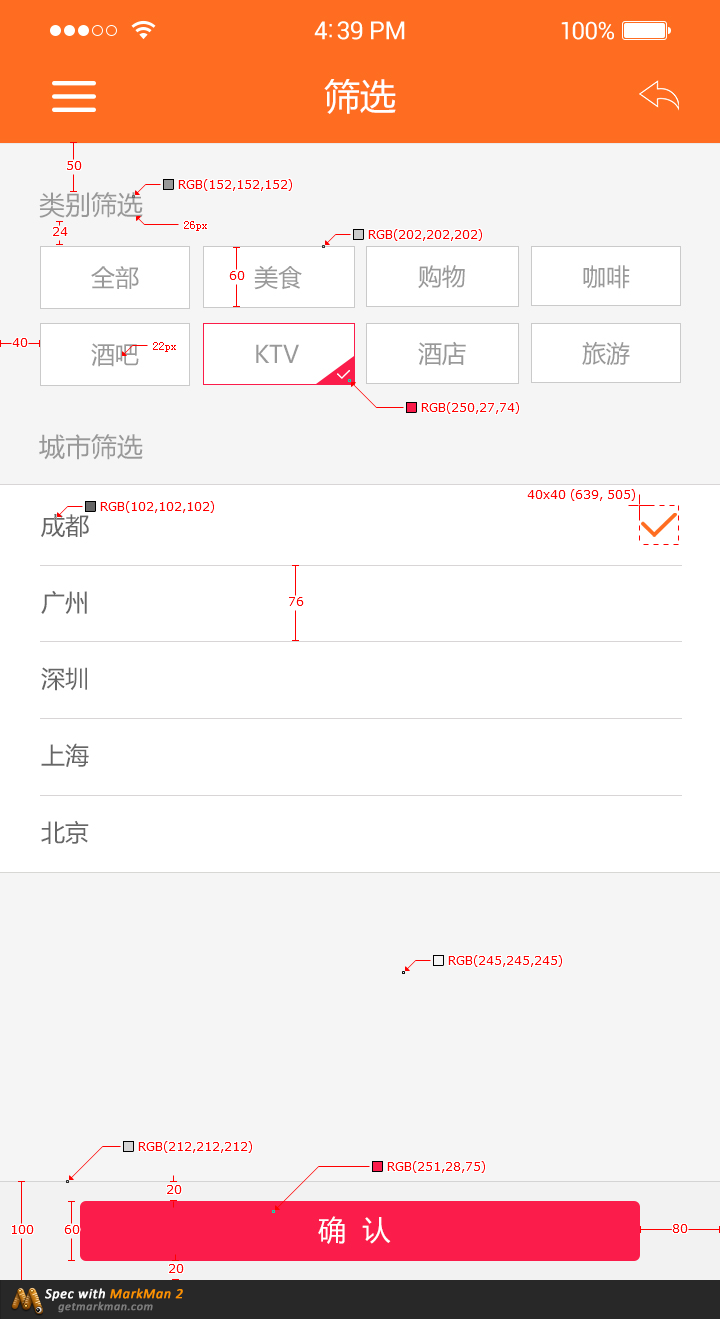 4:39 PM 100%
筛选
50
RGB(152,152,152)
类别筛选
26px
24
RGB(202,202,202)
全部 60 美食 购物 咖啡
40 酒吧 22px KTV 酒店 旅游
RGB(250,27,74)
城市筛选
40x40 (639, 505)
RGB(102,102,102)
成都
广州 76
深圳
上海
北京
RGB(245,245,245)
RGB(212,212,212)
RGB(251,28,75)
20
100 60 确 认 80
20
Spec with MarkMan 2
getmarkman.com